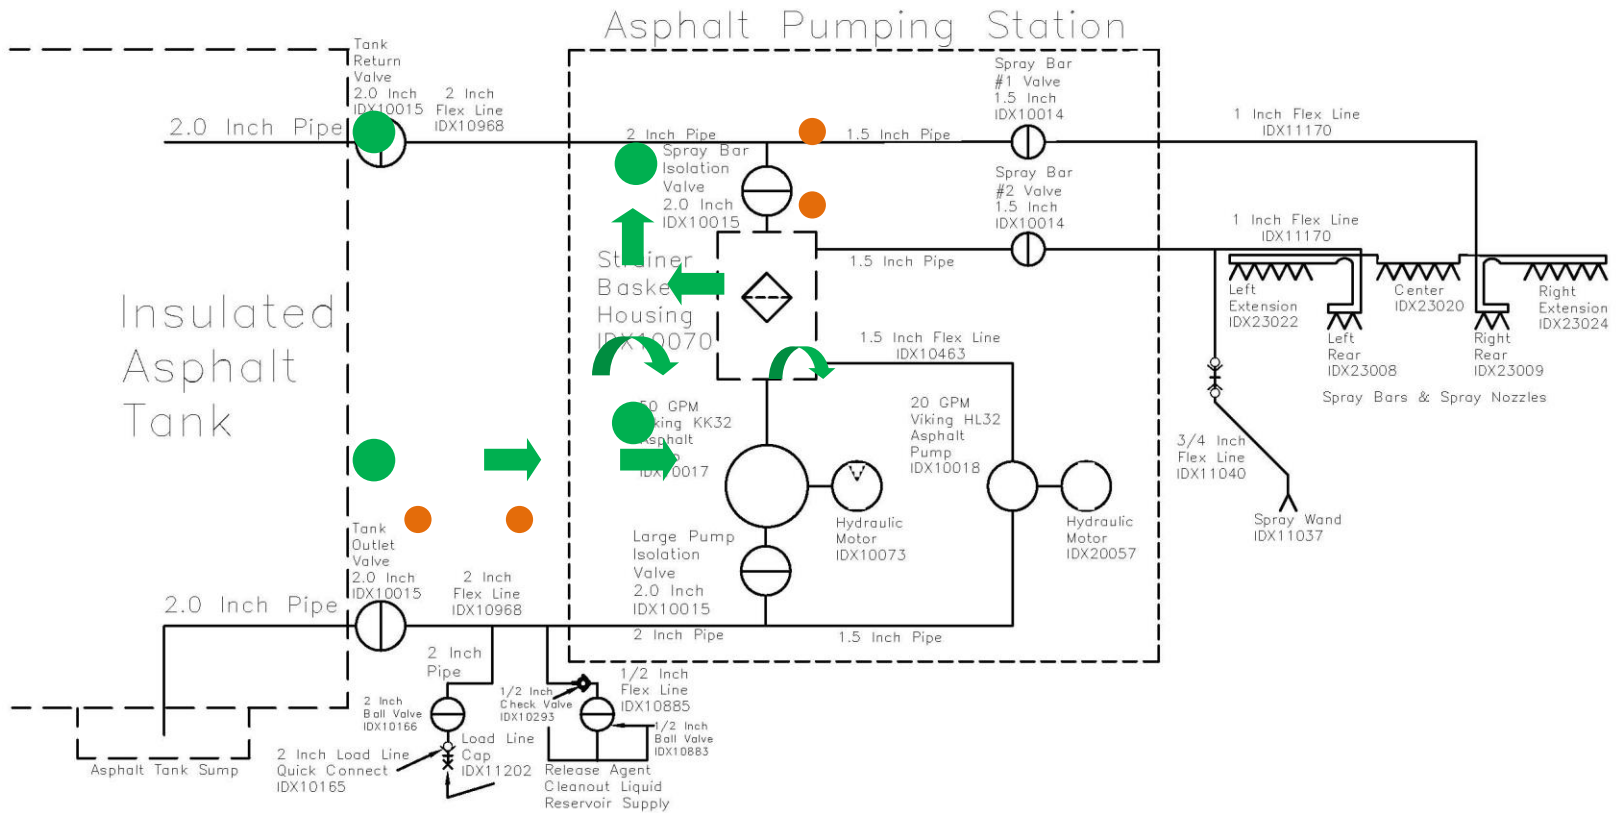 Asphalt Pumping Station
Tank
Return
Valve
2.0 Inch
IDX10015
2 Inch
Flex Line
IDX10968
2.0 Inch Pipe
2 Inch Pipe
Spray Bar
Isolation
Valve
2.0 Inch
IDX10015
1.5 Inch Pipe
Spray Bar
#1 Valve
1.5 Inch
IDX10014
1 Inch Flex Line
IDX11170
Spray Bar
#2 Valve
1.5 Inch
IDX10014
1 Inch Flex Line
IDX11170
1.5 Inch Pipe
Housing
Insulated
Asphalt
Tank
1.5 Inch Flex Line
IDX10463
Left
Extension
IDX23022
Center
IDX23020
Right
Extension
IDX23024
Left
Rear
IDX23008
Right
Rear
IDX23009
Spray Bars & Spray Nozzles
GPM
KK32
20 GPM
Viking HL32
Asphalt
Pump
IDX10018
3/4 Inch
Flex Line
IDX11040
Spray Wand
IDX11037
Hydraulic
Motor
IDX10073
Hydraulic
Motor
IDX20057
Large Pump
Isolation
Valve
2.0 Inch
IDX10015
Tank
Outlet
Valve
2.0 Inch
IDX10015
2 Inch
Flex Line
IDX10968
2.0 Inch Pipe
2 Inch Pipe
1.5 Inch Pipe
2 Inch
Pipe
2 Inch
Ball Valve
IDX10166
1/2 Inch
Check Valve
IDX10293
1/2 Inch
Flex Line
IDX10885
1/2 Inch
Ball Valve
IDX10883
Asphalt Tank Sump
2 Inch Load Line
Quick Connect
IDX10165
Load Line
Cap
IDX11202
Release Agent
Cleanout Liquid
Reservoir Supply